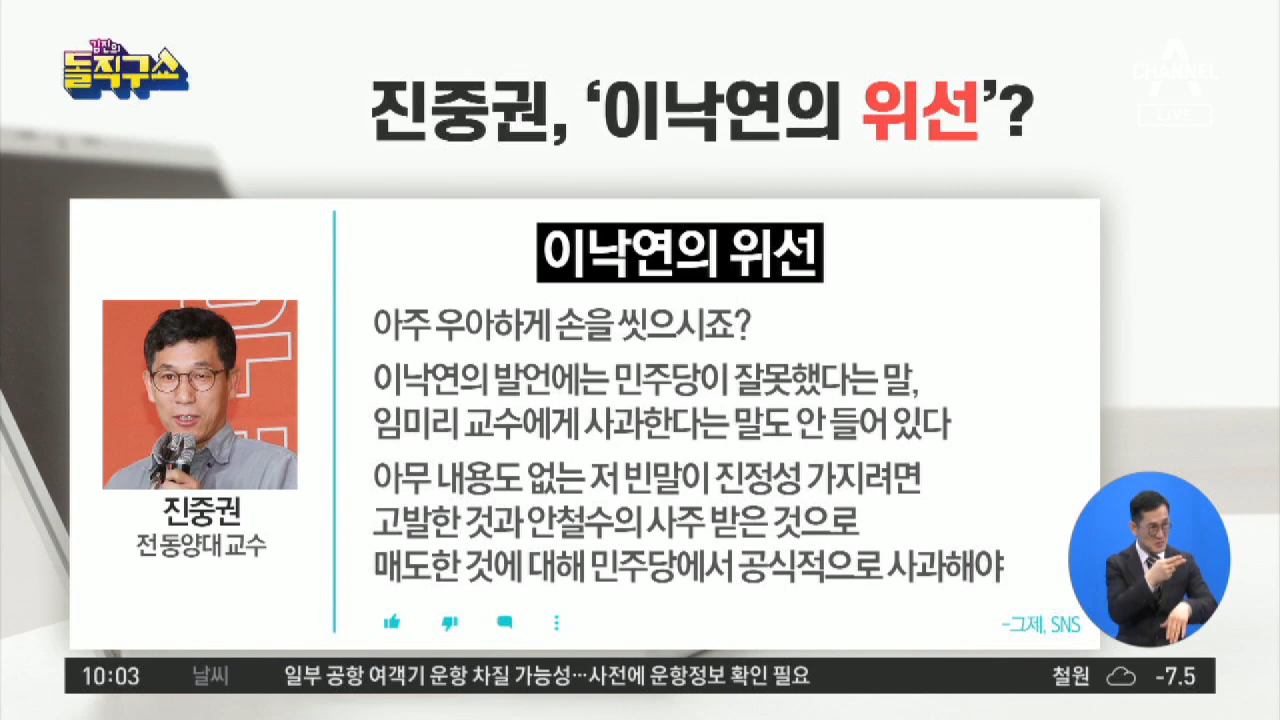 김진의
돌직구쇼
CHANNEL
LIVE
진중권, ‘이낙연의 위선’?
이낙연의 위선
아주 우아하게 손을 씻으시죠?
이낙연의 발언에는 민주당이 잘못했다는 말,
임미리 교수에게 사과한다는 말도 안 들어 있다
아무 내용도 없는 저 빈말이 진정성 가지려면
고발한 것과 안철수의 사주 받은 것으로
매도한 것에 대해 민주당에서 공식적으로 사과해야
진중권
전 동양대 교수
-그제, SNS
10:03 날씨 일부 공항 여객기 운항 차질 가능성…사전에 운항정보 확인 필요 철원 -7.5